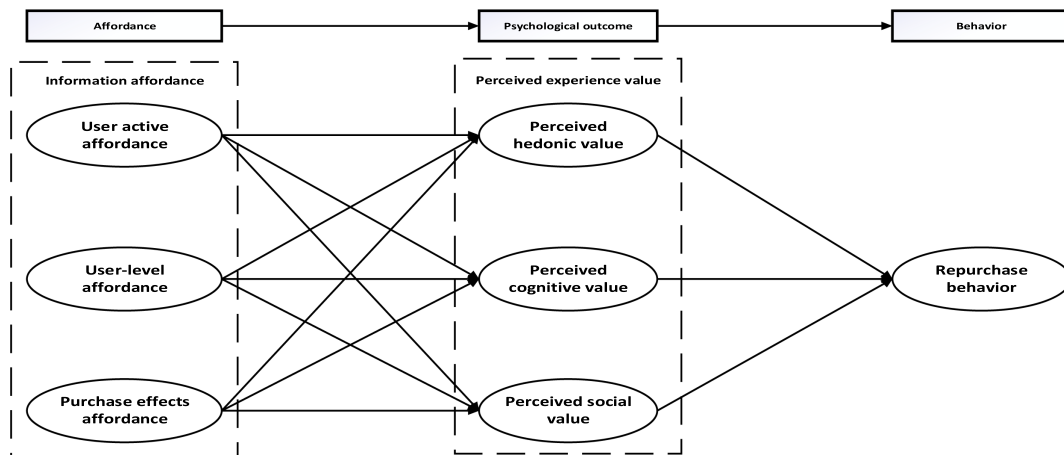 Affordance
Psychological outcome
Behavior
Information affordance
Perceived experience value
User active
affordance
Perceived
hedonic value
User-level
affordance
Perceived
cognitive value
Repurchase
behavior
Purchase effects
affordance
Perceived social
value